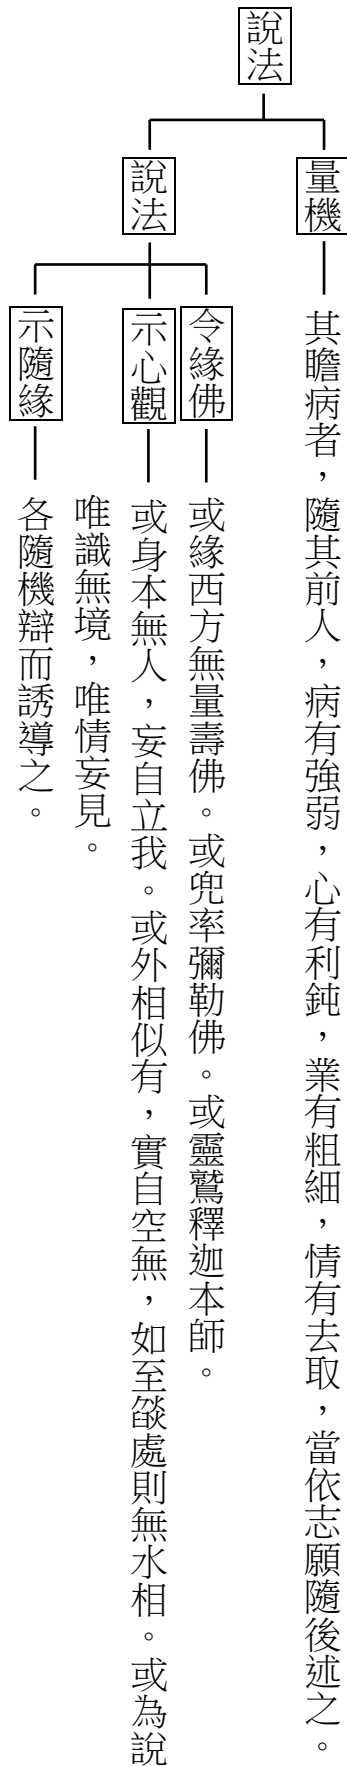 說法
量機
其瞻病者，隨其前人，病有強弱，心有利鈍，業有粗細，情有去取，當依志願隨後述之。
說法
令緣佛
或緣西方無量壽佛。或兜率彌勒佛。或靈鷲釋迦本師。
示心觀
或身本無人，妄自立我。或外相似有，實自空無，如至燄處則無水相。或為說
唯識無境，唯情妄見。
示隨緣
各隨機辯而誘導之。